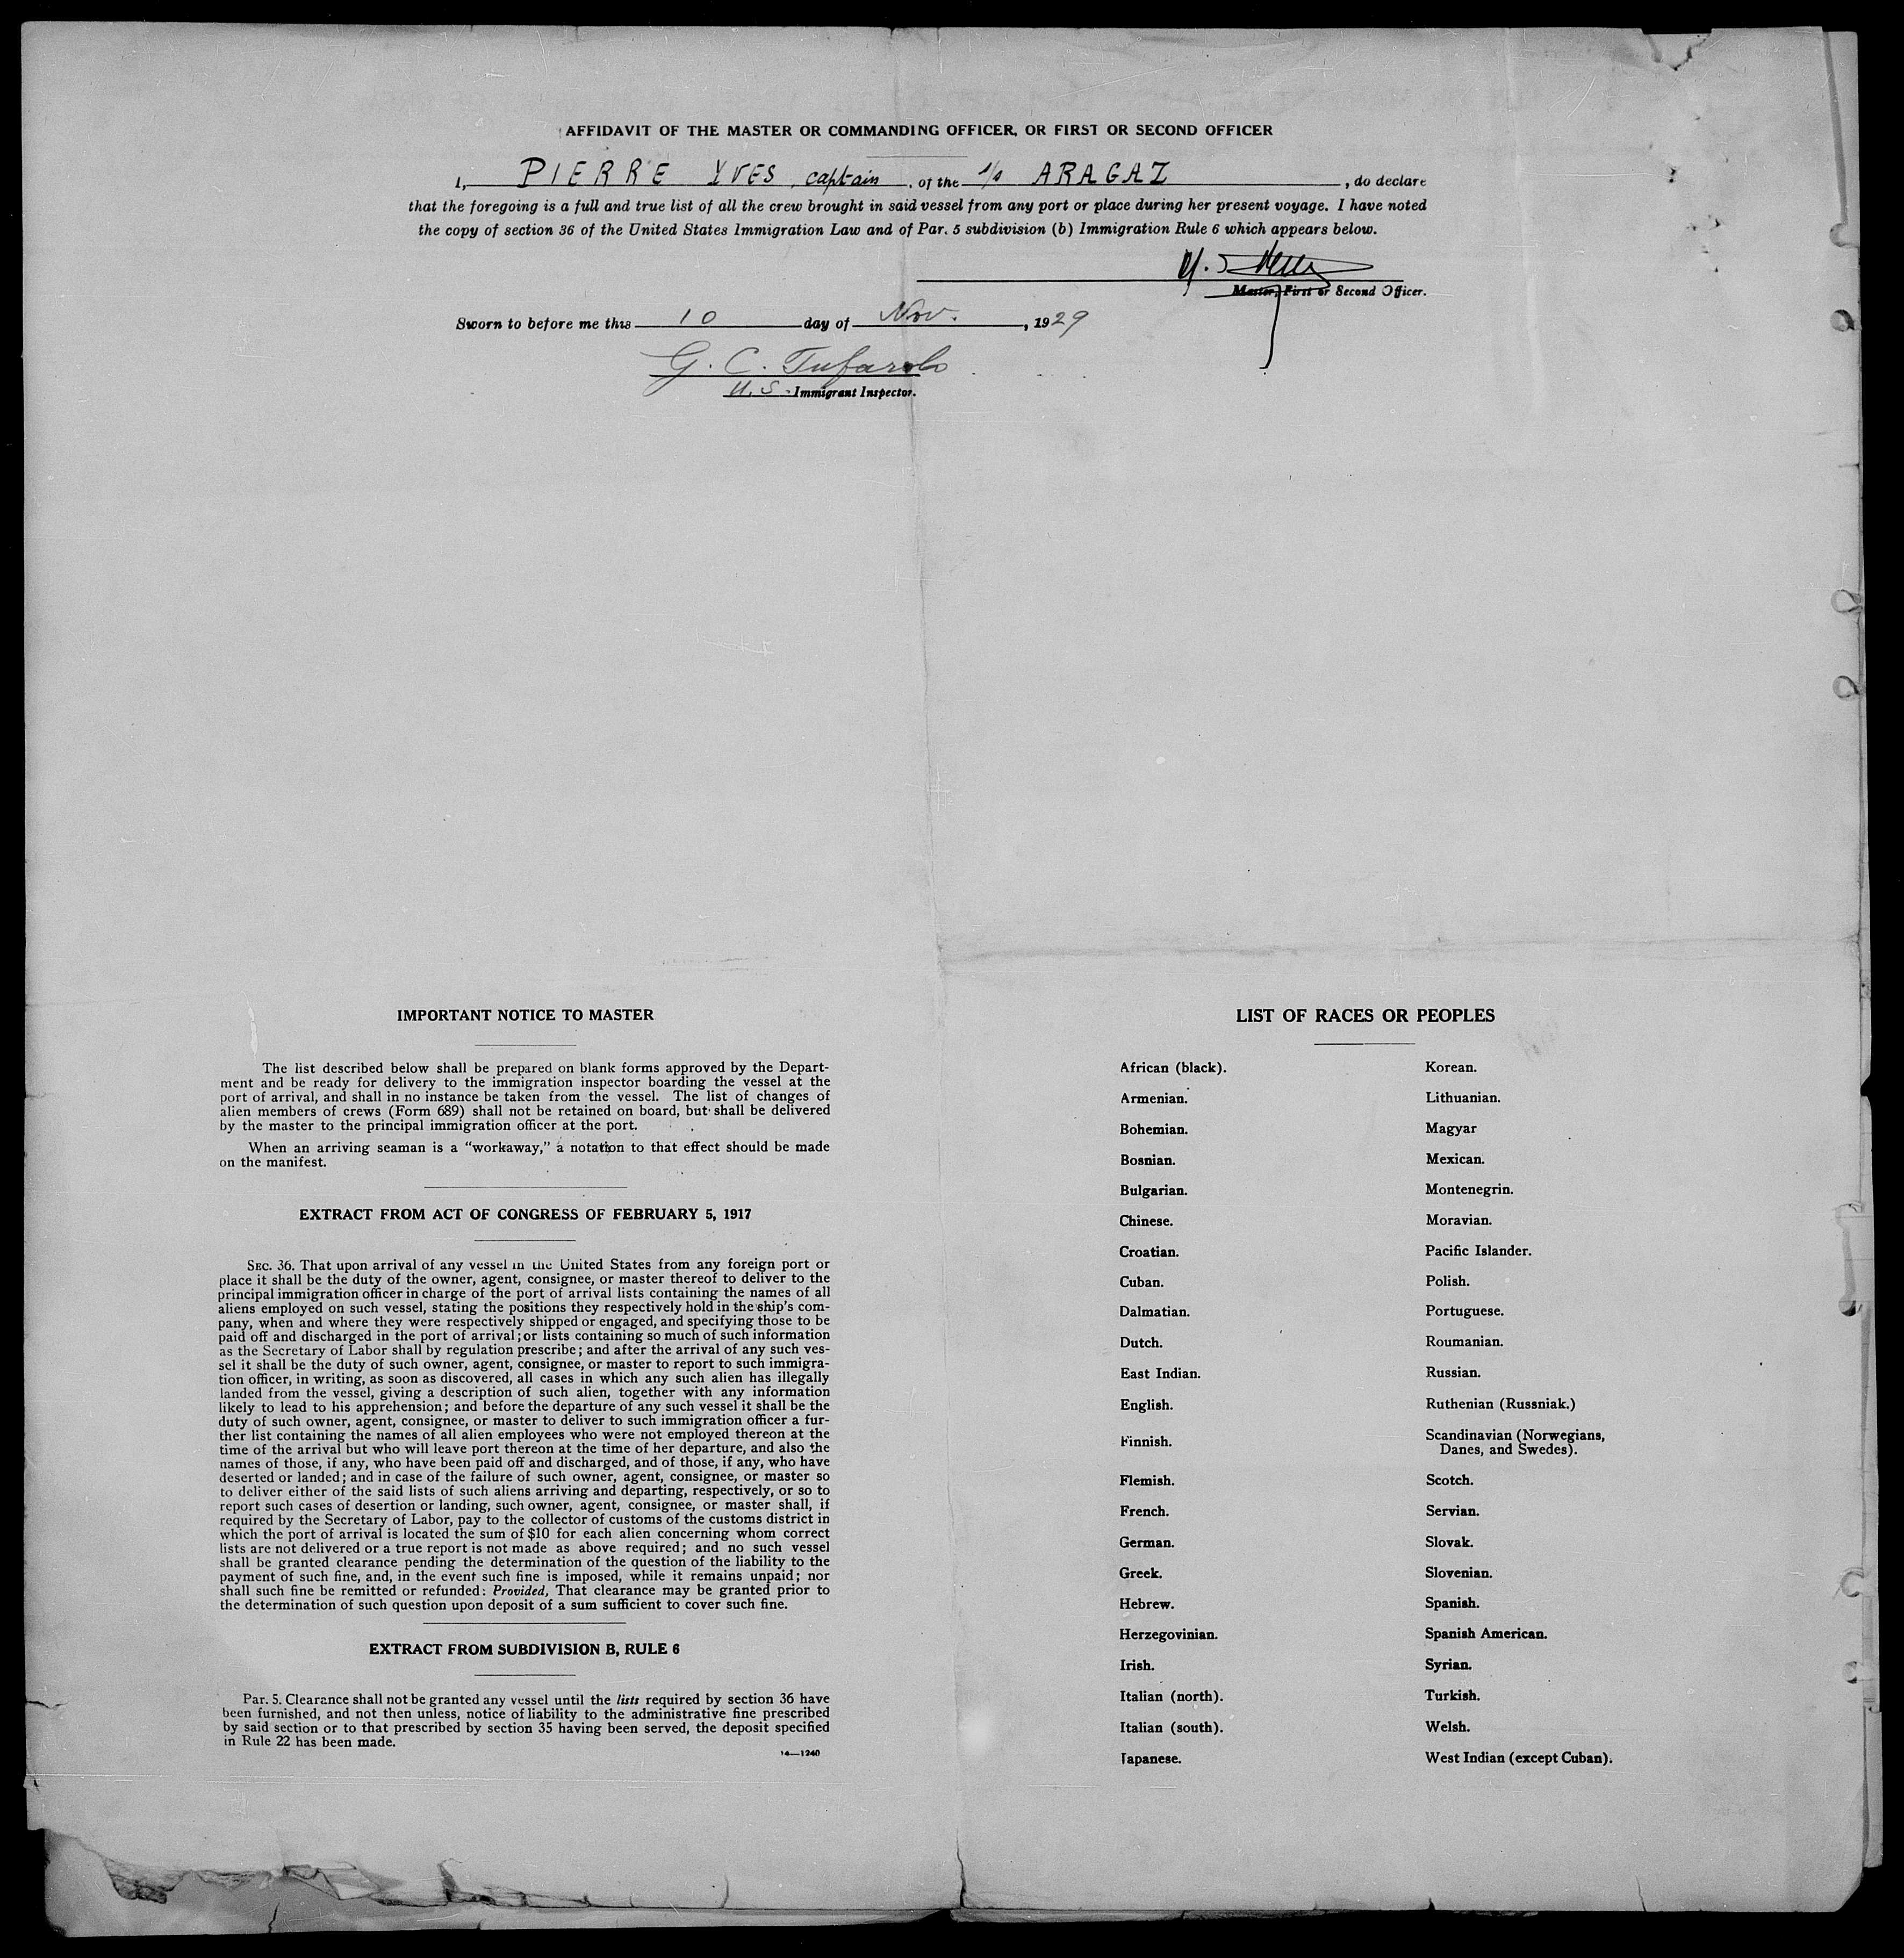 AFFIDAVIT OF THE MASTER OR COMMANDING OFFICER, OR FIRST OR SECOND OFFICER
I, PIERRE YVES, captain, of the s/s ARAGAZ, do declare
that the foregoing is a full and true list of all the crew brought in said vessel from any port or place during her present voyage. I have noted
the copy of section 36 of the United States Immigration Law and of Par. 5 subdivision (b) Immigration Rule 6 which appears below.
Master, First or Second Officer.
Sworn to before me this 10 day of Nov., 1929
G. C.
U.S. Immigrant Inspector.
IMPORTANT NOTICE TO MASTER
The list described below shall be prepared on blank forms approved by the Depart-
ment and be ready for delivery to the immigration inspector boarding the vessel at the
port of arrival, and shall in no instance be taken from the vessel. The list of changes of
alien members of crews (Form 689) shall not be retained on board, but shall be delivered
by the master to the principal immigration officer at the port.
When an arriving seaman is a "workaway," a notation to that effect should be made
on the manifest.
EXTRACT FROM ACT OF CONGRESS OF FEBRUARY 5, 1917
SEC. 36. That upon arrival of any vessel in the United States from any foreign port or
place it shall be the duty of the owner, agent, consignee, or master thereof to deliver to the
principal immigration officer in charge of the port of arrival lists containing the names of all
aliens employed on such vessel, stating the positions they respectively hold in the ship's com-
pany, when and where they were respectively shipped or engaged, and specifying those to be
paid off and discharged in the port of arrival; or lists containing so much of such information
as the Secretary of Labor shall by regulation prescribe; and after the arrival of any such ves-
sel it shall be the duty of such owner, agent, consignee, or master to report to such immigra-
tion officer, in writing, as soon as discovered, all cases in which any such alien has illegally
landed from the vessel, giving a description of such alien, together with any information
likely to lead to his apprehension; and before the departure of any such vessel it shall be the
duty of such owner, agent, consignee, or master to deliver to such immigration officer a fur-
ther list containing the names of all alien employees who were not employed thereon at the
time of the arrival but who will leave port thereon at the time of her departure, and also the
names of those, if any, who have been paid off and discharged, and of those, if any, who have
deserted or landed; and in case of the failure of such owner, agent, consignee, or master so
to deliver either of the said lists of such aliens arriving and departing, respectively, or so to
report such cases of desertion or landing, such owner, agent, consignee, or master shall, if
required by the Secretary of Labor, pay to the collector of customs of the customs district in
which the port of arrival is located the sum of $10 for each alien concerning whom correct
lists are not delivered or a true report is not made as above required; and no such vessel
shall be granted clearance pending the determination of the question of the liability to the
payment of such fine, and, in the event such fine is imposed, while it remains unpaid; nor
shall such fine be remitted or refunded: Provided, That clearance may be granted prior to
the determination of such question upon deposit of a sum sufficient to cover such fine.
EXTRACT FROM SUBDIVISION B, RULE 6
Par. 5. Clearance shall not be granted any vessel until the lists required by section 36 have
been furnished, and not then unless, notice of liability to the administrative fine prescribed
by said section or to that prescribed by section 35 having been served, the deposit specified
in Rule 22 has been made.
14—1240
LIST OF RACES OR PEOPLES
African (black).
Armenian.
Bohemian.
Bosnian.
Bulgarian.
Chinese.
Croatian.
Cuban.
Dalmatian.
Dutch.
East Indian.
English.
Finnish.
Flemish.
French.
German.
Greek.
Hebrew.
Herzegovinian.
Irish.
Italian (north).
Italian (south).
Japanese.
Korean.
Lithuanian.
Magyar
Mexican.
Montenegrin.
Moravian.
Pacific Islander.
Polish.
Portuguese.
Roumanian.
Russian.
Ruthenian (Russniak.)
Scandinavian (Norwegians,
Danes, and Swedes).
Scotch.
Servian.
Slovak.
Slovenian.
Spanish.
Spanish American.
Syrian.
Turkish.
Welsh.
West Indian (except Cuban).